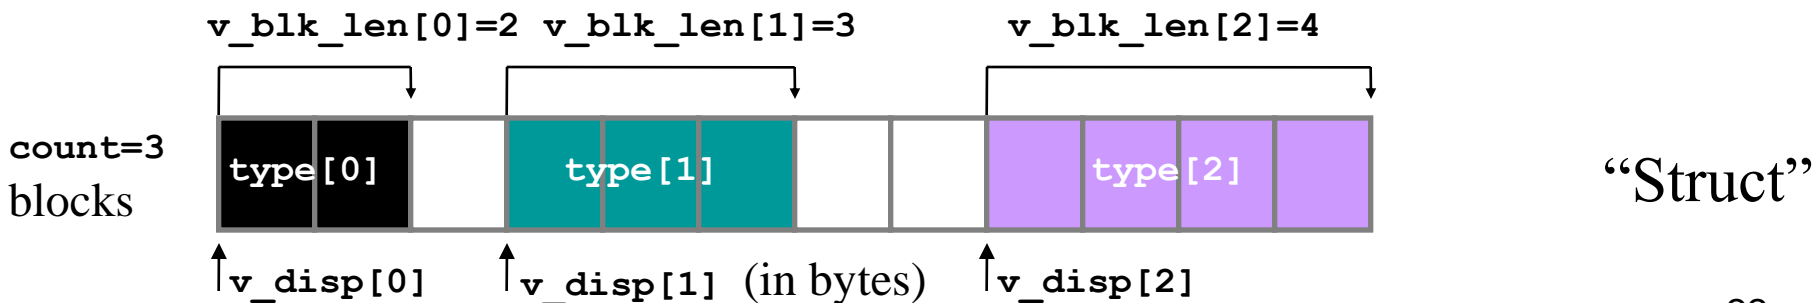 v_blk_len[0]=2 v_blk_len[1]=3 v_blk_len[2]=4
count=3
blocks
type[0] type[1] type[2]
“Struct”
v_disp[0] v_disp[1] (in bytes) v_disp[2]